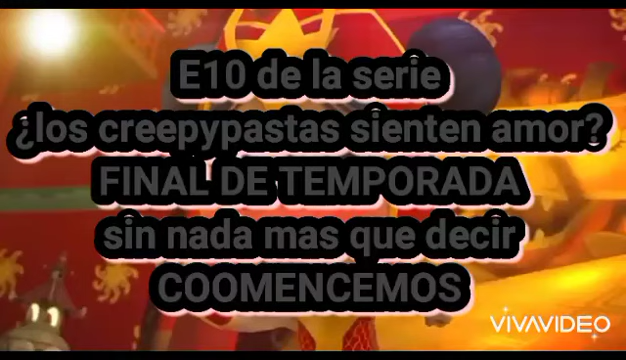 E10 de la serie
¿los creepypastas sienten amor?
FINAL DE TEMPORADA
sin nada mas que decir
COOMENCEMOS
VIVAVIDEO